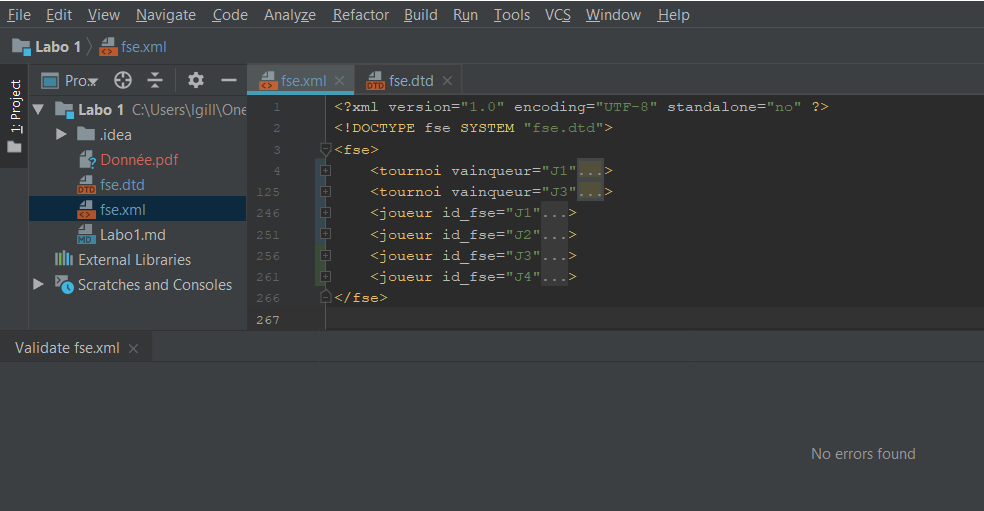 File Edit View Navigate Code Analyze Refactor Build Run Tools VCS Window Help
Labo 1 fse.xml
1: Project
Pro...
Labo 1 C:\Users\lgill\One
.idea
Donnée.pdf
fse.dtd
fse.xml
Labo1.md
External Libraries
Scratches and Consoles
fse.xml fse.dtd
1 <?xml version="1.0" encoding="UTF-8" standalone="no" ?>
2 <!DOCTYPE fse SYSTEM "fse.dtd">
3 <fse>
4 <tournoi vainqueur="J1"...>
125 <tournoi vainqueur="J3"...>
246 <joueur id_fse="J1"...>
251 <joueur id_fse="J2"...>
256 <joueur id_fse="J3"...>
261 <joueur id_fse="J4"...>
266 </fse>
267
Validate fse.xml
No errors found